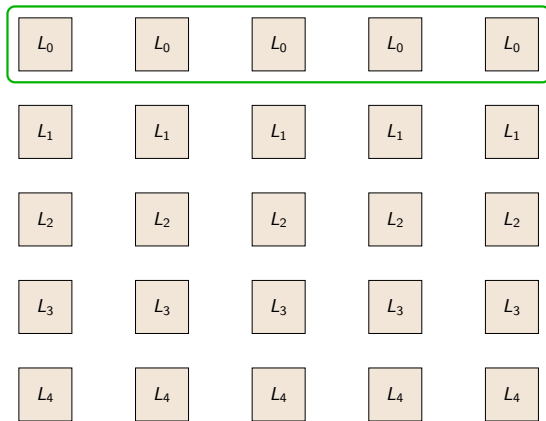 L₀ L₀ L₀ L₀ L₀
L₁ L₁ L₁ L₁ L₁
L₂ L₂ L₂ L₂ L₂
L₃ L₃ L₃ L₃ L₃
L₄ L₄ L₄ L₄ L₄